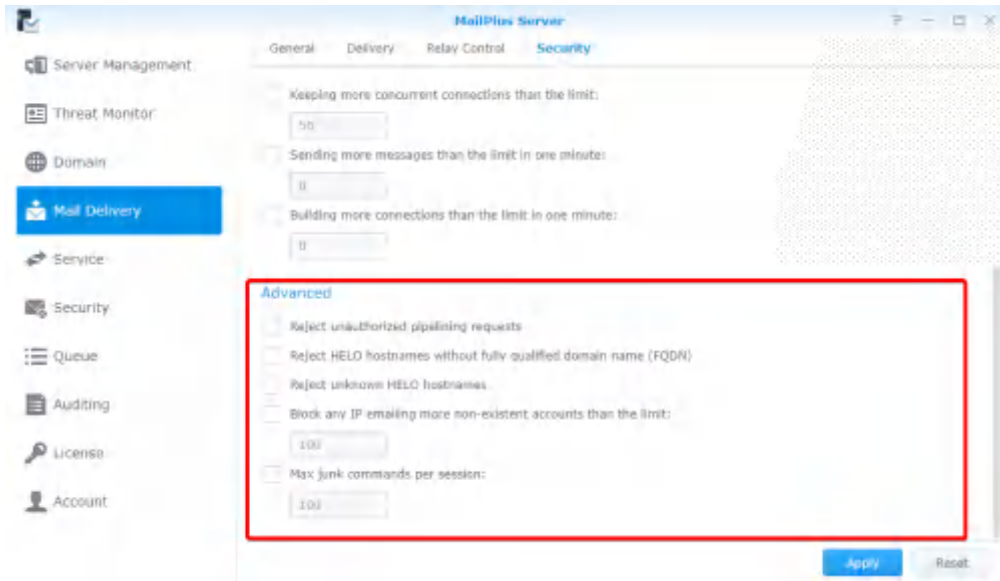 MailPlus Server
General Delivery Relay Control Security
Server Management
Threat Monitor
Domain
Mail Delivery
Service
Security
Queue
Auditing
License
Account
Keeping more concurrent connections than the limit:
50
Sending more messages than the limit in one minute:
0
Building more connections than the limit in one minute:
0
Advanced
Reject unauthorized pipelining requests
Reject HELO hostnames without fully qualified domain name (FQDN)
Reject unknown HELO hostnames
Block any IP emailing more non-existent accounts than the limit:
100
Max junk commands per session:
100
Apply Reset